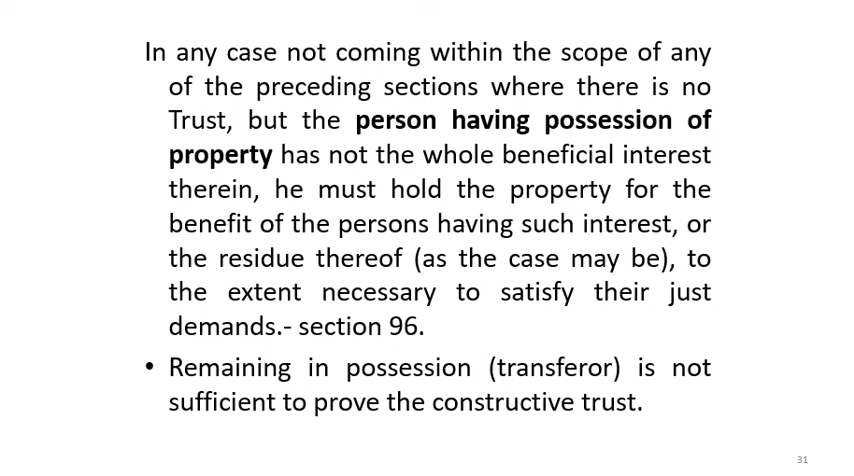 In any case not coming within the scope of any
of the preceding sections where there is no
Trust, but the person having possession of
property has not the whole beneficial interest
therein, he must hold the property for the
benefit of the persons having such interest, or
the residue thereof (as the case may be), to
the extent necessary to satisfy their just
demands.- section 96.
• Remaining in possession (transferor) is not
sufficient to prove the constructive trust.
31